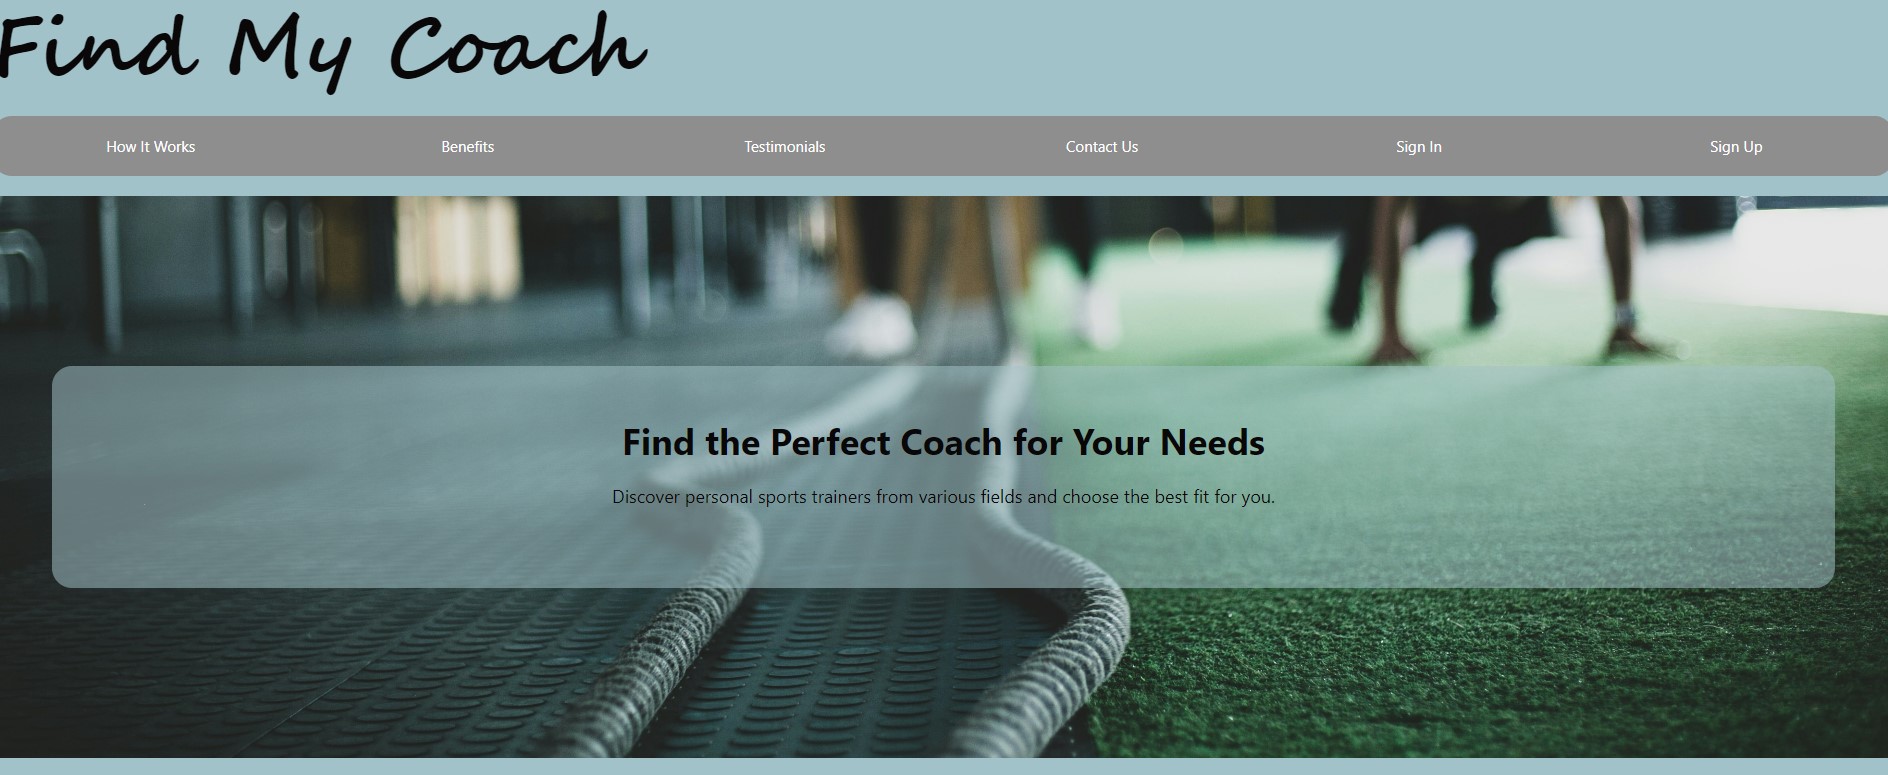 Find My Coach
How It Works Benefits Testimonials Contact Us Sign In Sign Up
Find the Perfect Coach for Your Needs
Discover personal sports trainers from various fields and choose the best fit for you.